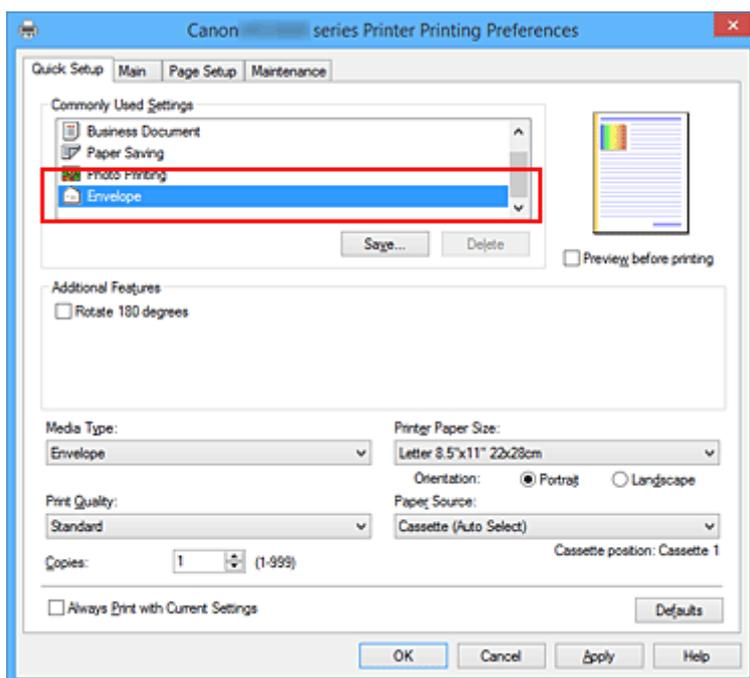 Canon series Printer Printing Preferences
Quick Setup Main Page Setup Maintenance
Commonly Used Settings
Business Document
Paper Saving
Photo Printing
Envelope
Save... Delete
Preview before printing
Additional Features
Rotate 180 degrees
Media Type: Printer Paper Size:
Envelope Letter 8.5"x11" 22x28cm
Orientation: Portrait Landscape
Print Quality: Paper Source:
Standard Cassette (Auto Select)
Cassette position: Cassette 1
Copies: 1 (1-999)
Always Print with Current Settings Defaults
OK Cancel Apply Help